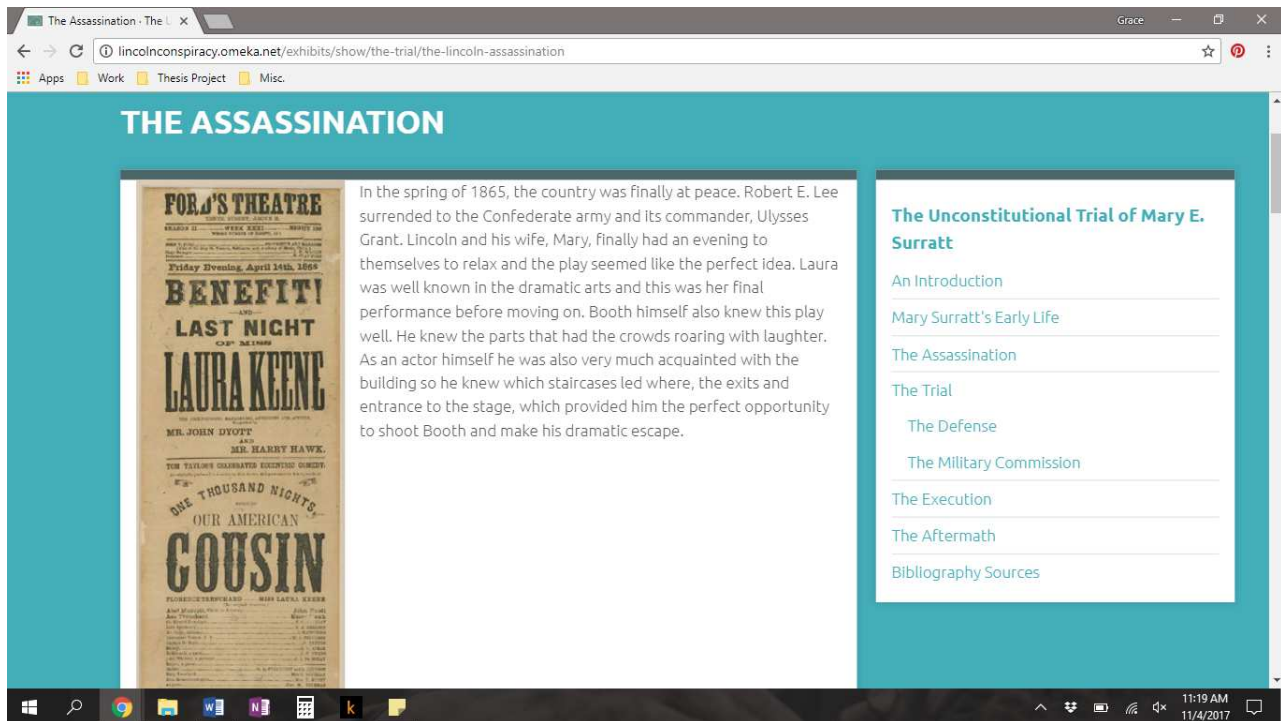 The Assassination · The L
Grace
lincolnconspiracy.omeka.net/exhibits/show/the-trial/the-lincoln-assassination
Apps Work Thesis Project Misc.
THE ASSASSINATION
FORD'S THEATRE
Friday Evening, April 14th, 1865
BENEFIT!
AND
LAST NIGHT
OF MISS
LAURA KEENE
MR. JOHN DYOTT
AND
MR. HARRY HAWK.
TOM TAYLOR'S CELEBRATED ECCENTRIC COMEDY,
ONE THOUSAND NIGHTS,
OUR AMERICAN
COUSIN
In the spring of 1865, the country was finally at peace. Robert E. Lee
surrended to the Confederate army and its commander, Ulysses
Grant. Lincoln and his wife, Mary, finally had an evening to
themselves to relax and the play seemed like the perfect idea. Laura
was well known in the dramatic arts and this was her final
performance before moving on. Booth himself also knew this play
well. He knew the parts that had the crowds roaring with laughter.
As an actor himself he was also very much acquainted with the
building so he knew which staircases led where, the exits and
entrance to the stage, which provided him the perfect opportunity
to shoot Booth and make his dramatic escape.
The Unconstitutional Trial of Mary E.
Surratt
An Introduction
Mary Surratt's Early Life
The Assassination
The Trial
The Defense
The Military Commission
The Execution
The Aftermath
Bibliography Sources
11:19 AM
11/4/2017